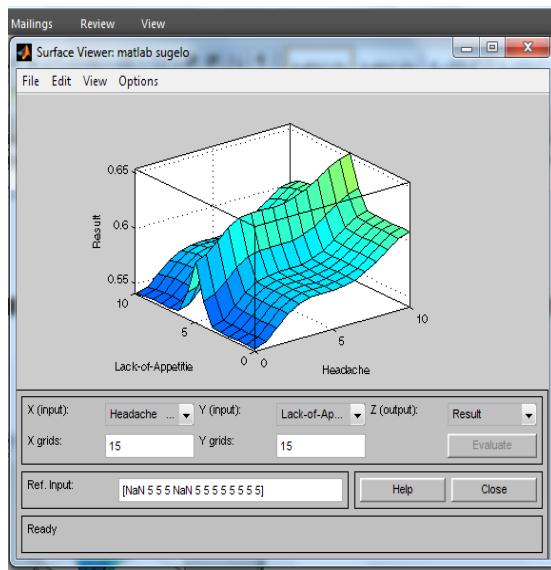 Mailings Review View
Surface Viewer: matlab sugelo
File Edit View Options
0.65
0.6
0.55
Result
10
5
0
Lack-of-Appetitie
0
5
10
Headache
X (input): Headache ... Y (input): Lack-of-Ap... Z (output): Result
X grids: 15 Y grids: 15 Evaluate
Ref. Input: [NaN 5 5 5 NaN 5 5 5 5 5 5 5 5] Help Close
Ready